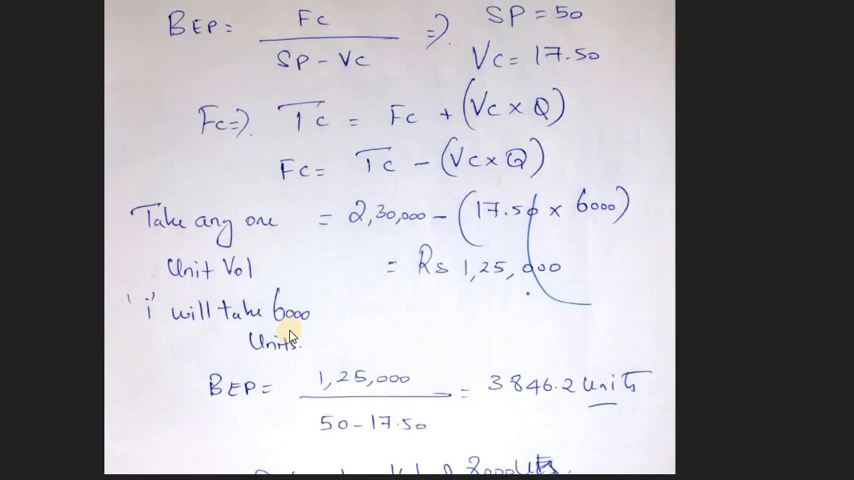 BEP = Fc / SP - Vc => SP = 50
Vc = 17.50
Fc => Tc = Fc + (Vc x Q)
Fc = Tc - (Vc x Q)
Take any one = 2,30,000 - (17.50 x 6000)
Unit Vol = Rs 1,25,000
"i" will take 6000
Units.
BEP = 1,25,000 / 50 - 17.50 = 3846.2 units